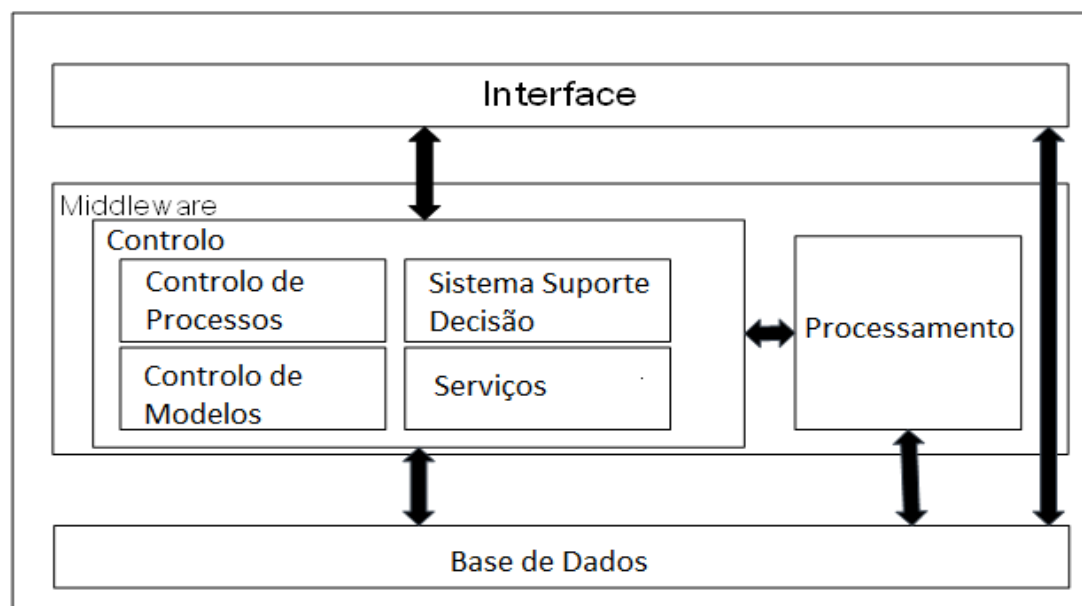 Interface
Middleware
Controlo
Controlo de
Processos
Sistema Suporte
Decisão
Controlo de
Modelos
Serviços
Processamento
Base de Dados